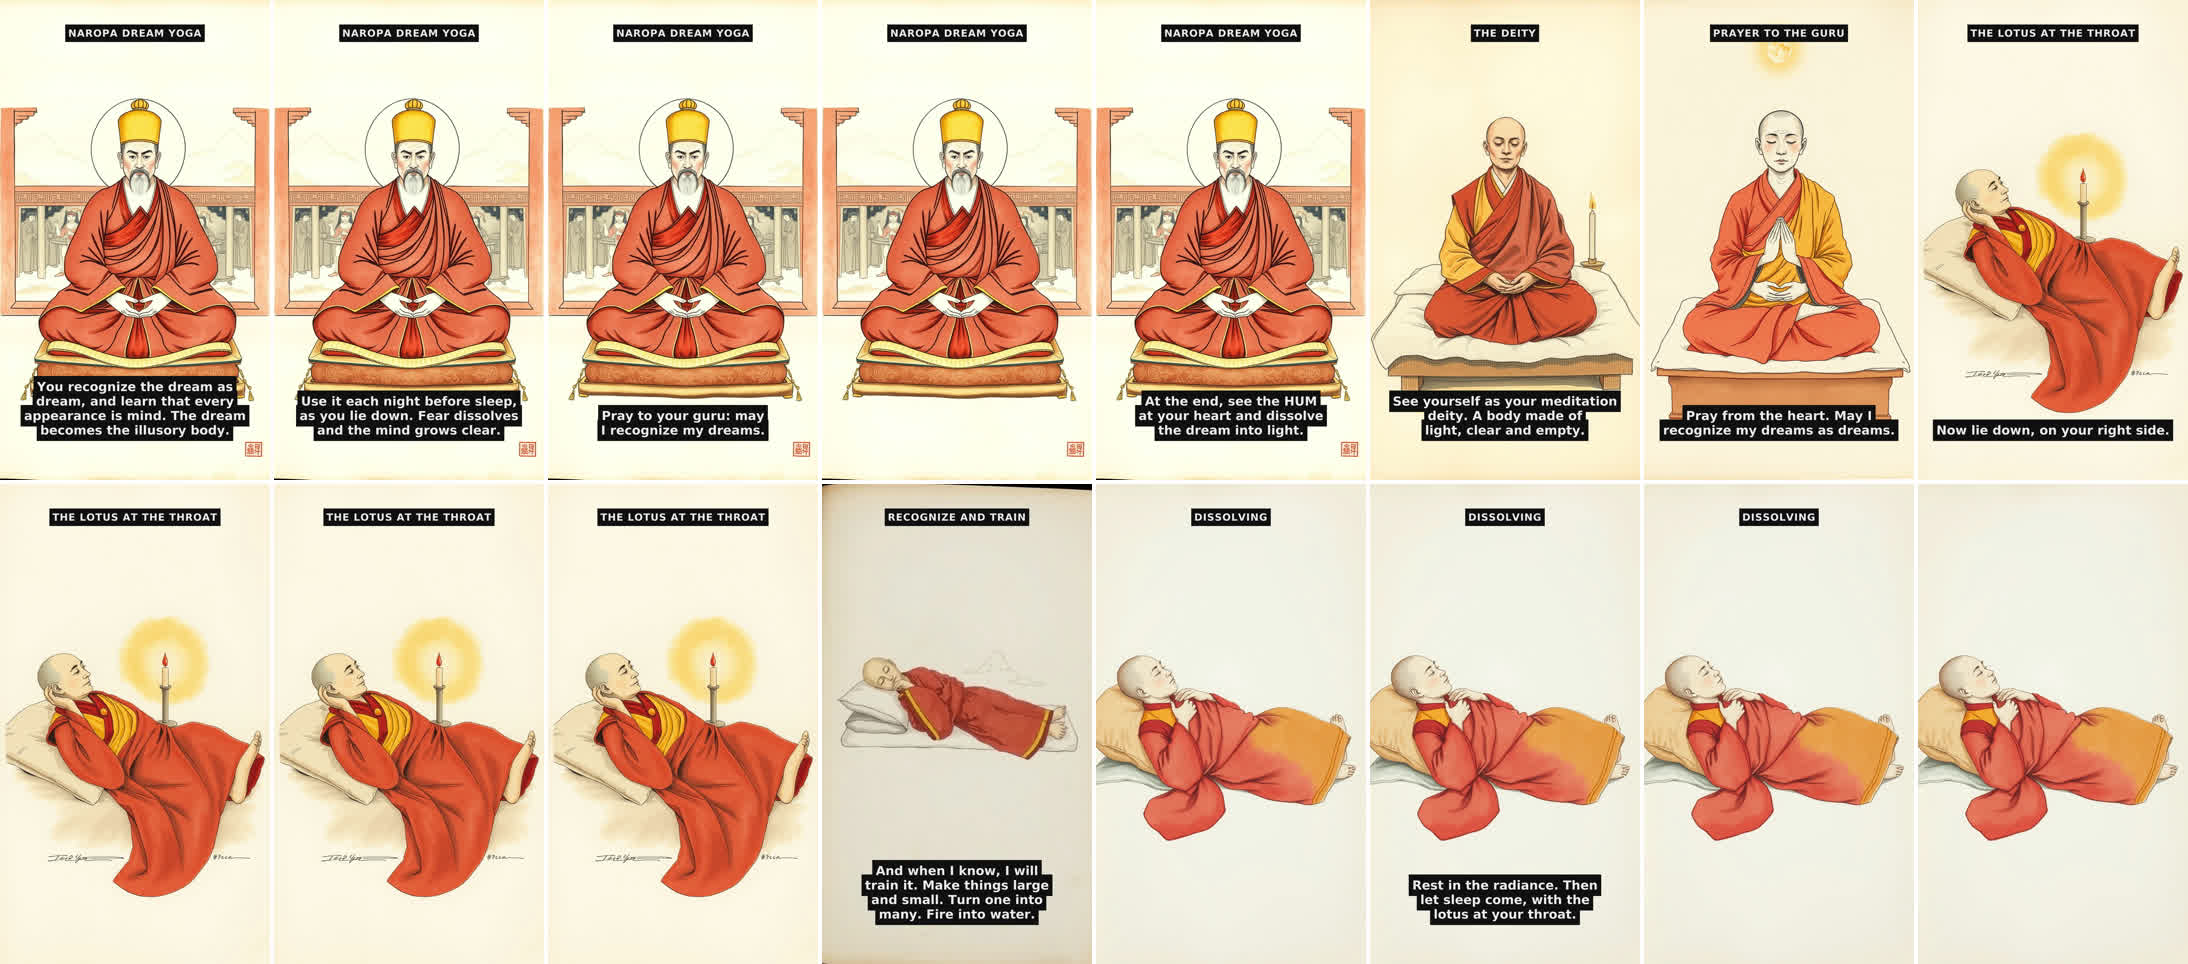 NAROPA DREAM YOGA
You recognize the dream as
dream, and learn that every
appearance is mind. The dream
becomes the illusory body.
NAROPA DREAM YOGA
Use it each night before sleep,
as you lie down. Fear dissolves
and the mind grows clear.
NAROPA DREAM YOGA
Pray to your guru: may
I recognize my dreams.
NAROPA DREAM YOGA
NAROPA DREAM YOGA
At the end, see the HUM
at your heart and dissolve
the dream into light.
THE DEITY
See yourself as your meditation
deity. A body made of
light, clear and empty.
PRAYER TO THE GURU
Pray from the heart. May I
recognize my dreams as dreams.
THE LOTUS AT THE THROAT
Now lie down, on your right side.
THE LOTUS AT THE THROAT
THE LOTUS AT THE THROAT
THE LOTUS AT THE THROAT
RECOGNIZE AND TRAIN
And when I know, I will
train it. Make things large
and small. Turn one into
many. Fire into water.
DISSOLVING
DISSOLVING
Rest in the radiance. Then
let sleep come, with the
lotus at your throat.
DISSOLVING